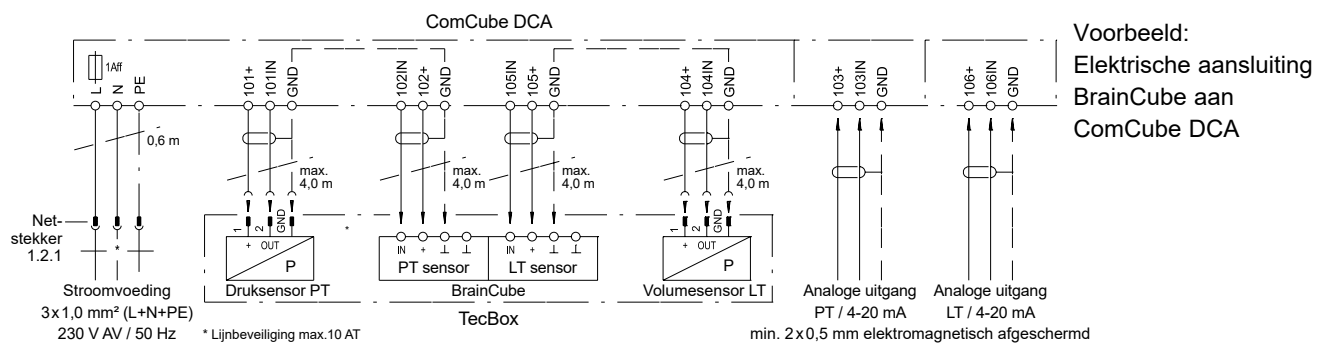 ComCube DCA
Voorbeeld:
Elektrische aansluiting
BrainCube aan
ComCube DCA
1Aff
L
N
PE
101+
101IN
GND
102IN
102+
GND
105IN
105+
GND
104+
104IN
GND
103+
103IN
GND
106+
106IN
GND
0,6 m
max.
4,0 m
max.
4,0 m
max.
4,0 m
max.
4,0 m
Net-
stekker
1.2.1
*
1
2
GND
+ OUT
P
*
IN + ⊥ ⊥
PT sensor
IN + ⊥ ⊥
LT sensor
1
2
GND
+ OUT
P
Stroomvoeding
3x1,0 mm² (L+N+PE)
230 V AV / 50 Hz
Druksensor PT
BrainCube
Volumesensor LT
TecBox
* Lijnbeveiliging max.10 AT
Analoge uitgang
PT / 4-20 mA
Analoge uitgang
LT / 4-20 mA
min. 2x0,5 mm elektromagnetisch afgeschermd